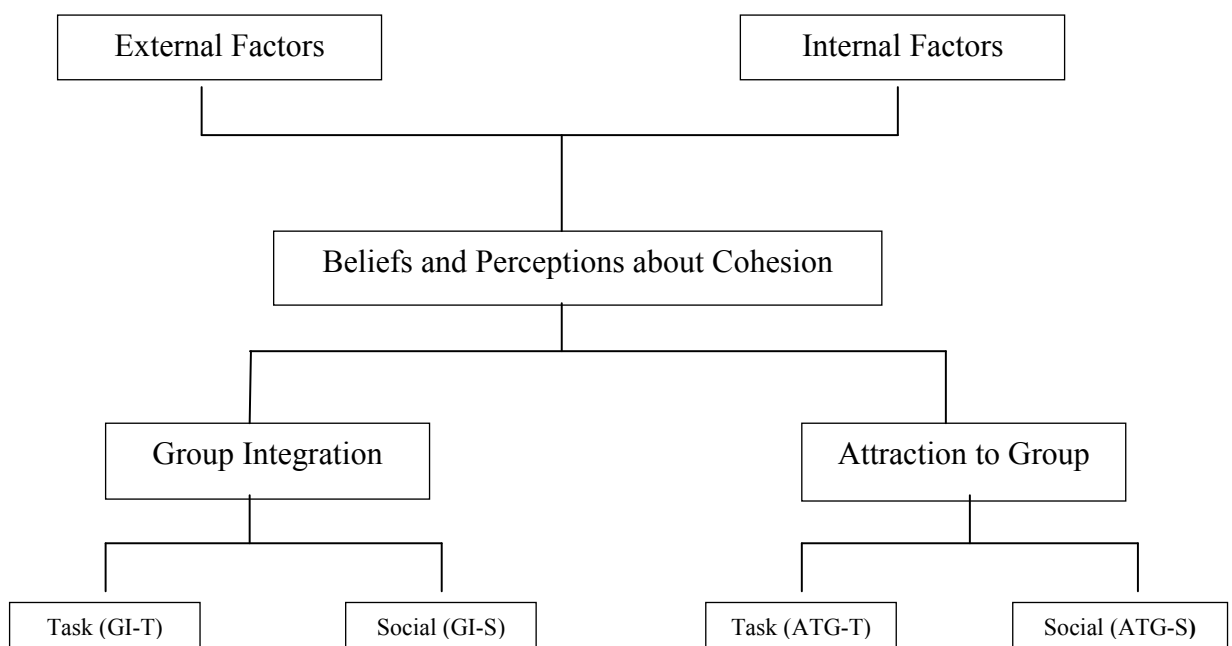 External Factors
Internal Factors
Beliefs and Perceptions about Cohesion
Group Integration
Attraction to Group
Task (GI-T)
Social (GI-S)
Task (ATG-T)
Social (ATG-S)